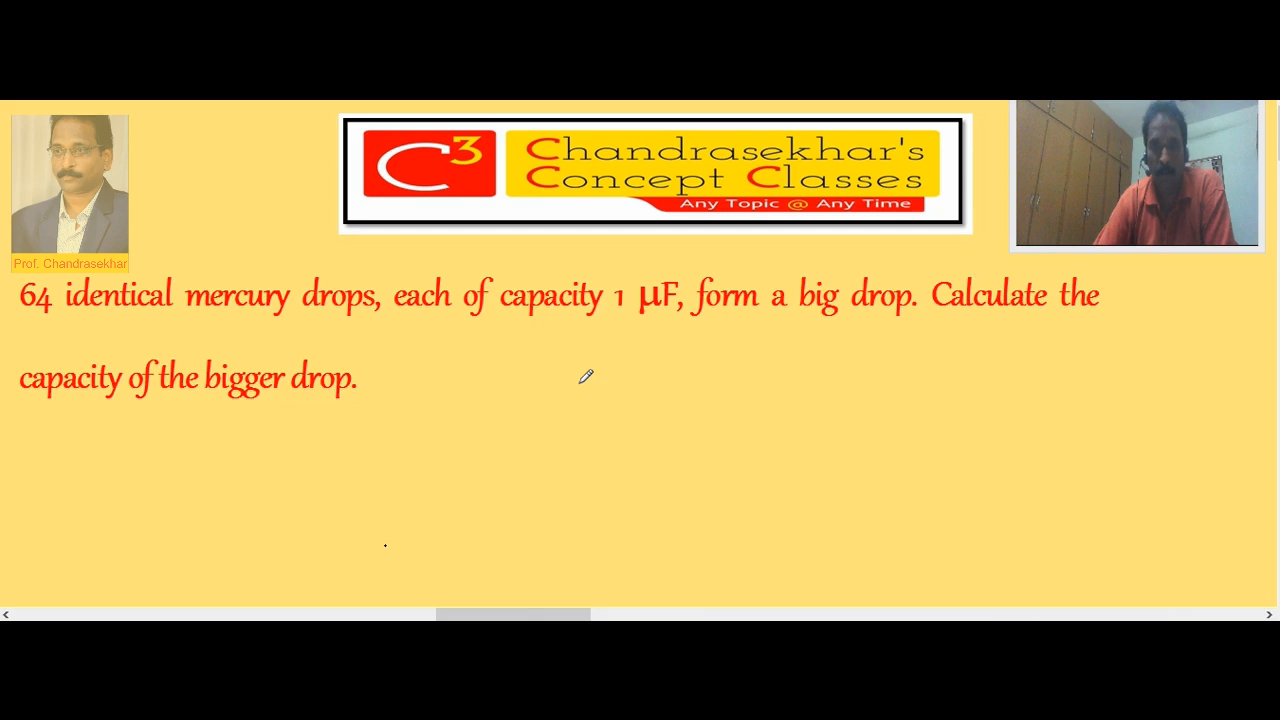 C3
Chandrasekhar's
Concept Classes
Any Topic @ Any Time
Prof. Chandrasekhar
64 identical mercury drops, each of capacity 1 μF, form a big drop. Calculate the
capacity of the bigger drop.